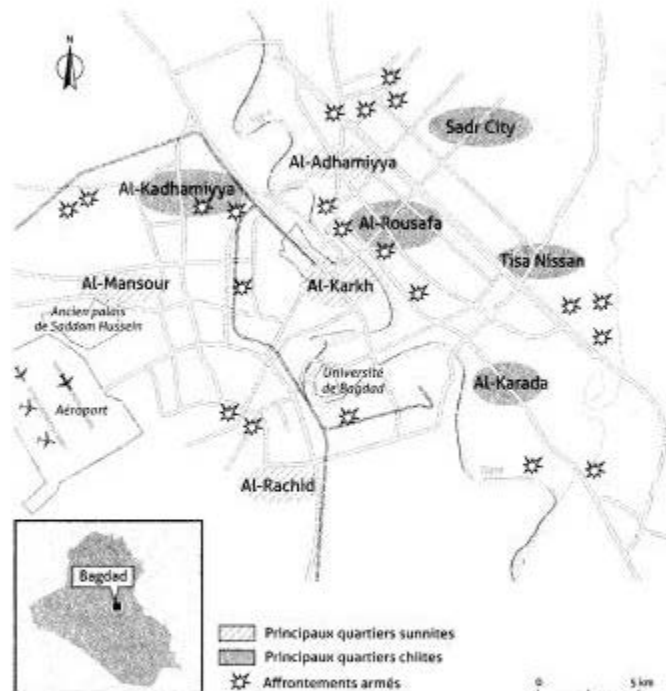 N
Sadr City
Al-Adhamiyya
Al-Kadhamiyya
Al-Rousafa
Tisa Nissan
Al-Mansour
Al-Karkh
Ancien palais
de Saddam Hussein
Université
de Bagdad
Al-Karada
Aéroport
Tigre
Al-Rachid
Bagdad
Principaux quartiers sunnites
Principaux quartiers chiites
Affrontements armés
0 5 km